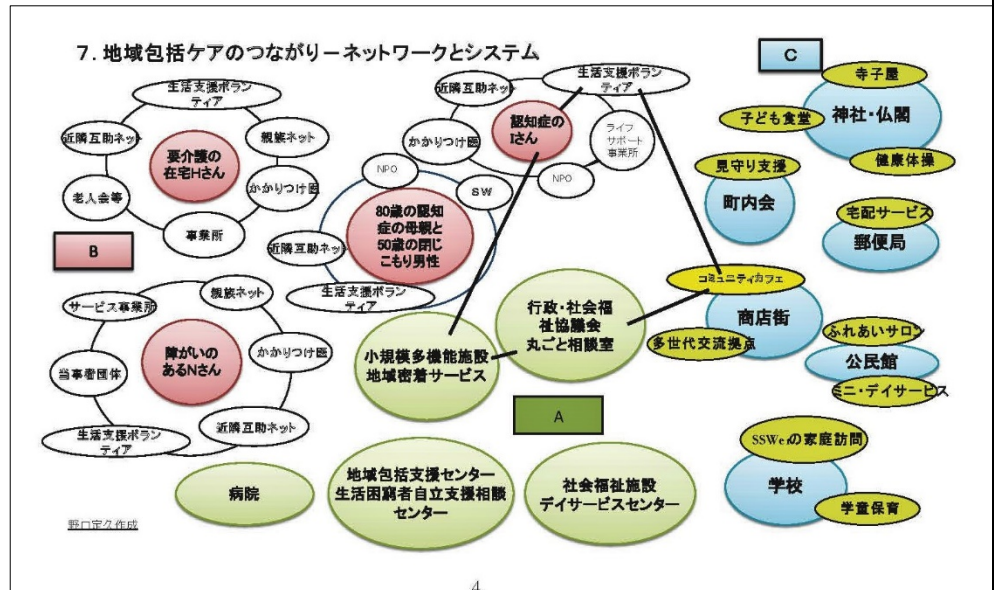 7. 地域包括ケアのつながり－ネットワークとシステム
C
生活支援ボラン
ティア
近隣互助ネット
親族ネット
要介護の
在宅Hさん
かかりつけ医
老人会等
事業所
B
生活支援ボラン
ティア
近隣互助ネット
認知症の
Iさん
かかりつけ医
ライフ
サポート
事業所
NPO
NPO
SW
80歳の認知
症の母親と
50歳の閉じ
こもり男性
近隣互助ネット
生活支援ボラン
ティア
サービス事業所
親族ネット
障がいの
あるNさん
かかりつけ医
当事者団体
近隣互助ネット
生活支援ボラン
ティア
小規模多機能施設
地域密着サービス
行政・社会福
祉協議会
丸ごと相談室
A
病院
地域包括支援センター
生活困窮者自立支援相談
センター
社会福祉施設
デイサービスセンター
寺子屋
子ども食堂
神社・仏閣
健康体操
見守り支援
町内会
宅配サービス
郵便局
コミュニティカフェ
商店街
多世代交流拠点
ふれあいサロン
公民館
ミニ・デイサービス
SSWerの家庭訪問
学校
学童保育
野口定久作成
4